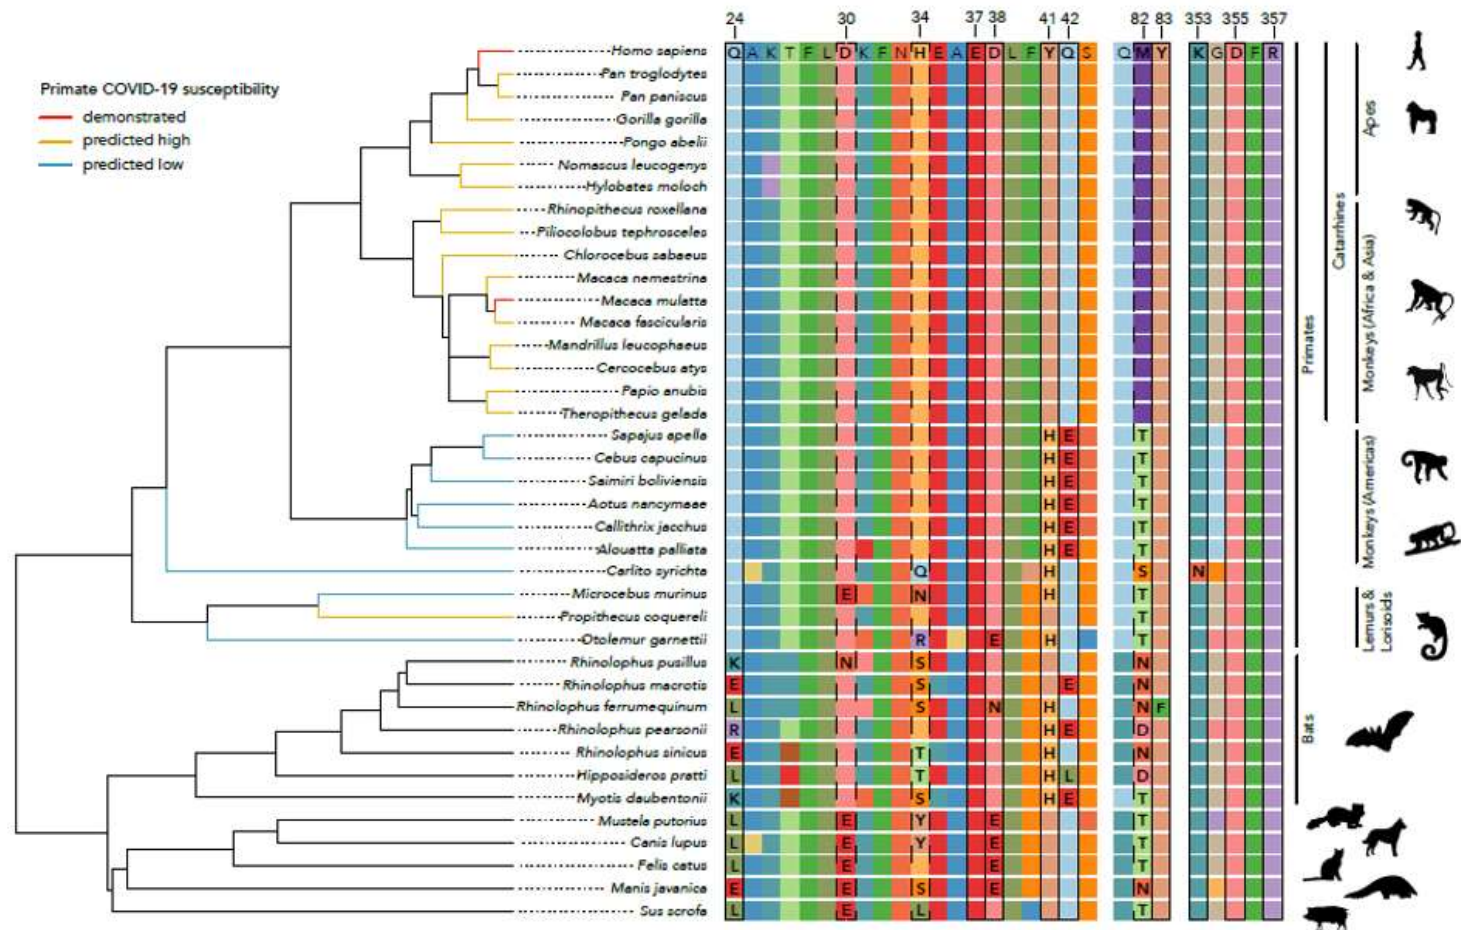 24 30 34 37 38 41 42 82 83 353 355 357
Primate COVID-19 susceptibility
demonstrated
predicted high
predicted low
Homo sapiens Q A K T F L D K F N H E A E D L F Y Q S Q M Y K G D F R
Pan troglodytes
Pan paniscus
Gorilla gorilla
Pongo abelii
Nomascus leucogenys
Hylobates moloch
Rhinopithecus roxellana
Piliocolobus tephrosceles
Chlorocebus sabaeus
Macaca nemestrina
Macaca mulatta
Macaca fascicularis
Mandrillus leucophaeus
Cercocebus atys
Papio anubis
Theropithecus gelada
Sapajus apella H E T
Cebus capucinus H E T
Saimiri boliviensis H E T
Aotus nancymaae H E T
Callithrix jacchus H E T
Alouatta palliata H E T
Carlito syrichta Q H S N
Microcebus murinus E N H T
Propithecus coquereli T
Otolemur garnettii R E H T
Rhinolophus pusillus K N S N
Rhinolophus macrotis E S E N
Rhinolophus ferrumequinum L S N H N F
Rhinolophus pearsonii R H E D
Rhinolophus sinicus E T H N
Hipposideros pratti L T H L D
Myotis daubentonii K S H E T
Mustela putorius L E Y E T
Canis lupus L E Y E T
Felis catus L E E T
Manis javanica E E S E N
Sus scrofa L E L T
Primates
Catarrhines
Apes
Monkeys (Africa & Asia)
Monkeys (Americas)
Lemurs &
Lorisoids
Bats